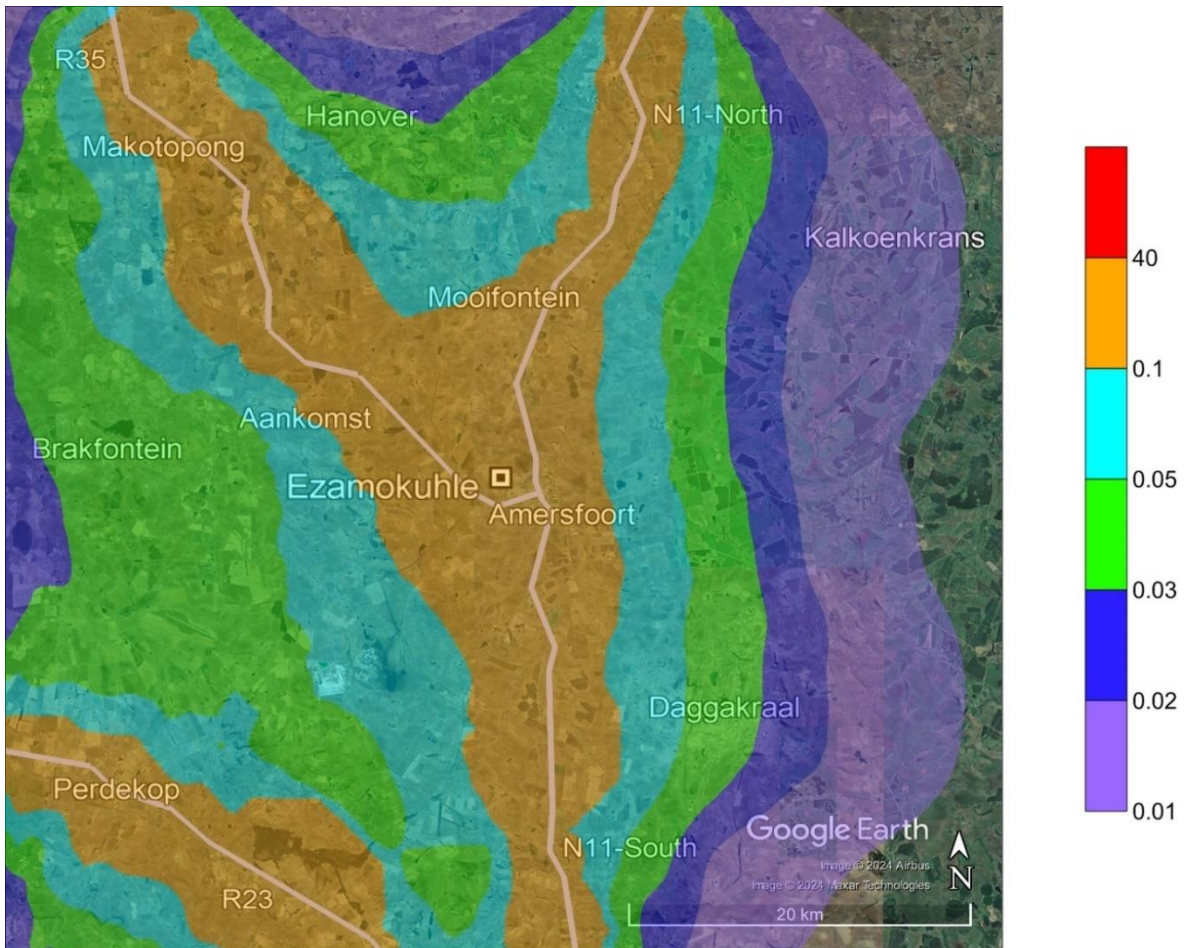 R35
Hanover
N11-North
Makotopong
Kalkoenkrans
Mooifontein
Aankomst
Brakfontein
Ezamokuhle
Amersfoort
Daggakraal
Perdekop
Google Earth
N11-South
Image © 2024 Airbus
Image © 2024 Maxar Technologies
N
R23
20 km
40
0.1
0.05
0.03
0.02
0.01